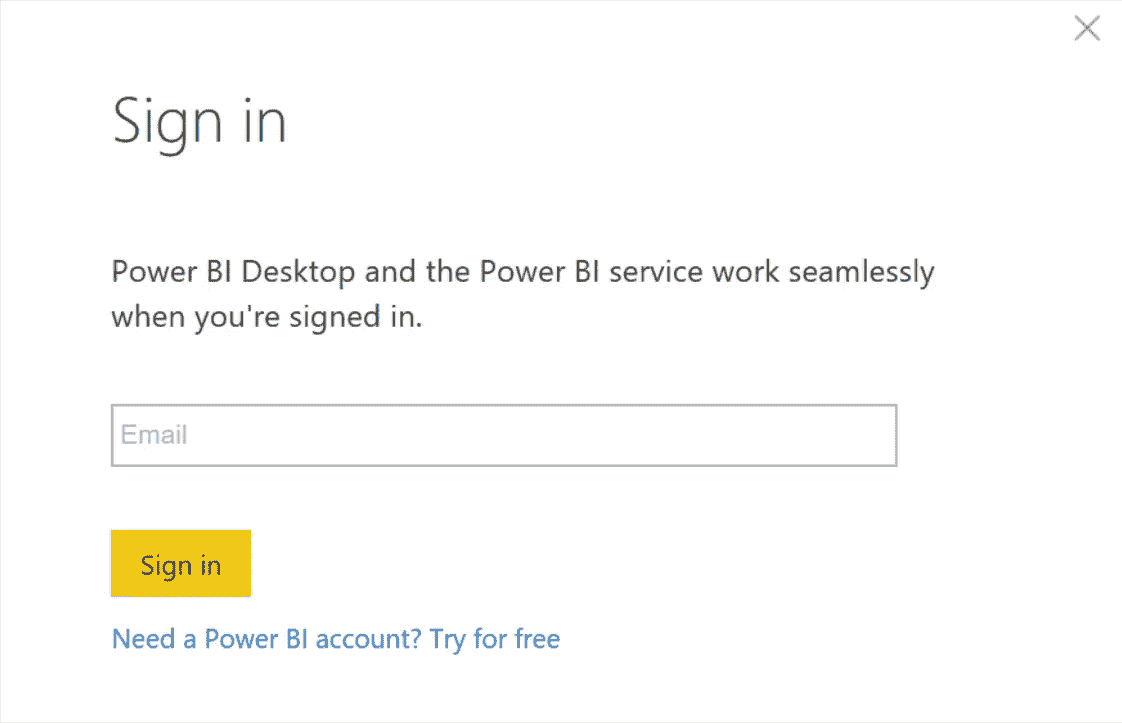 Sign in
Power BI Desktop and the Power BI service work seamlessly
when you're signed in.
Email
Sign in
Need a Power BI account? Try for free